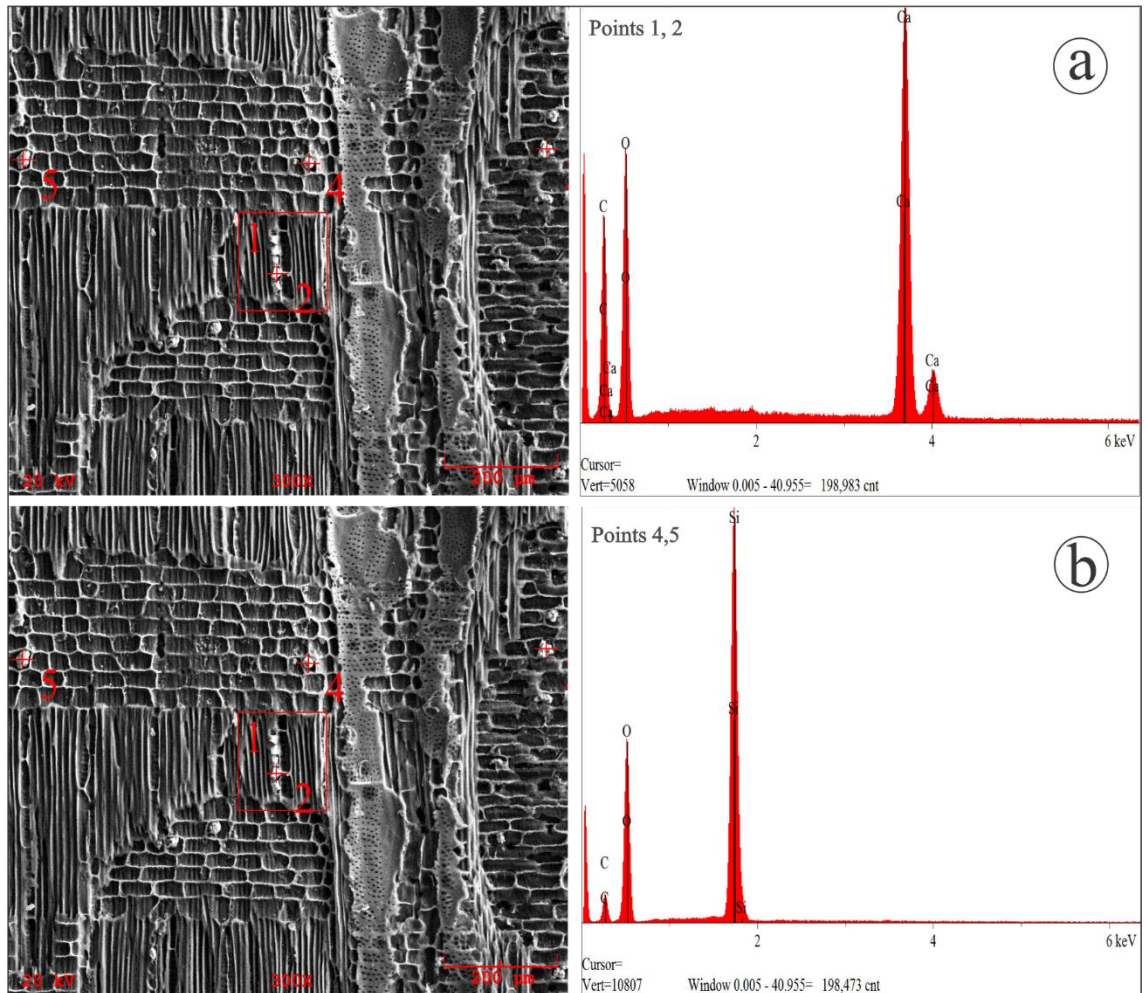 5
4
1
2
20 kV 300X 200 µm
Points 1, 2
a
Ca
O
Ca
C
O
C
Ca
Ca
Ca
Ca
Ca
2 4 6 keV
Cursor=
Vert=5058 Window 0.005 - 40.955= 198,983 cnt
5
4
1
2
20 kV 300X 200 µm
Points 4,5
b
Si
Si
O
O
C
C
Si
2 4 6 keV
Cursor=
Vert=10807 Window 0.005 - 40.955= 198,473 cnt